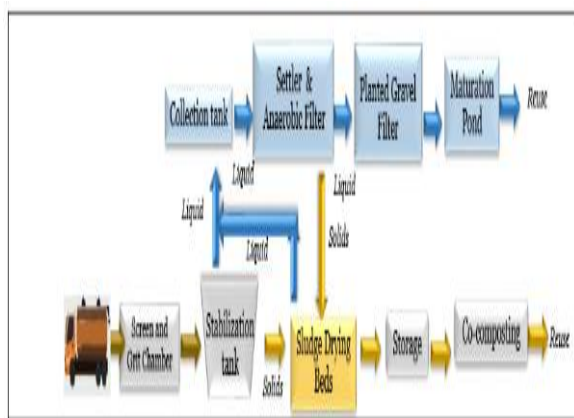 Collection tank
Settler &
Anaerobic Filter
Planted Gravel
Filter
Maturation
Pond
Reuse
Liquid
Liquid
Liquid
Liquid
Solids
Screen and
Grit Chamber
Stabilization
tank
Solids
Sludge Drying
Beds
Storage
Co-composting
Reuse